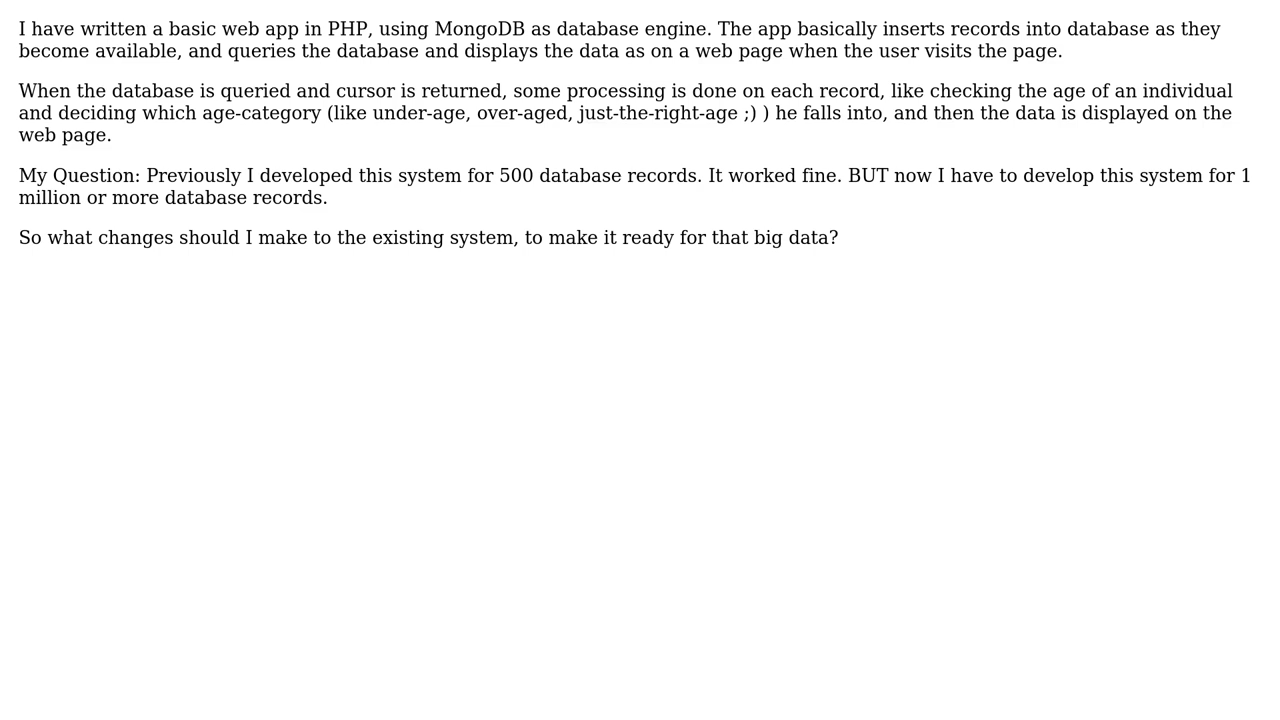 I have written a basic web app in PHP, using MongoDB as database engine. The app basically inserts records into database as they
become available, and queries the database and displays the data as on a web page when the user visits the page.
When the database is queried and cursor is returned, some processing is done on each record, like checking the age of an individual
and deciding which age-category (like under-age, over-aged, just-the-right-age ;) ) he falls into, and then the data is displayed on the
web page.
My Question: Previously I developed this system for 500 database records. It worked fine. BUT now I have to develop this system for 1
million or more database records.
So what changes should I make to the existing system, to make it ready for that big data?